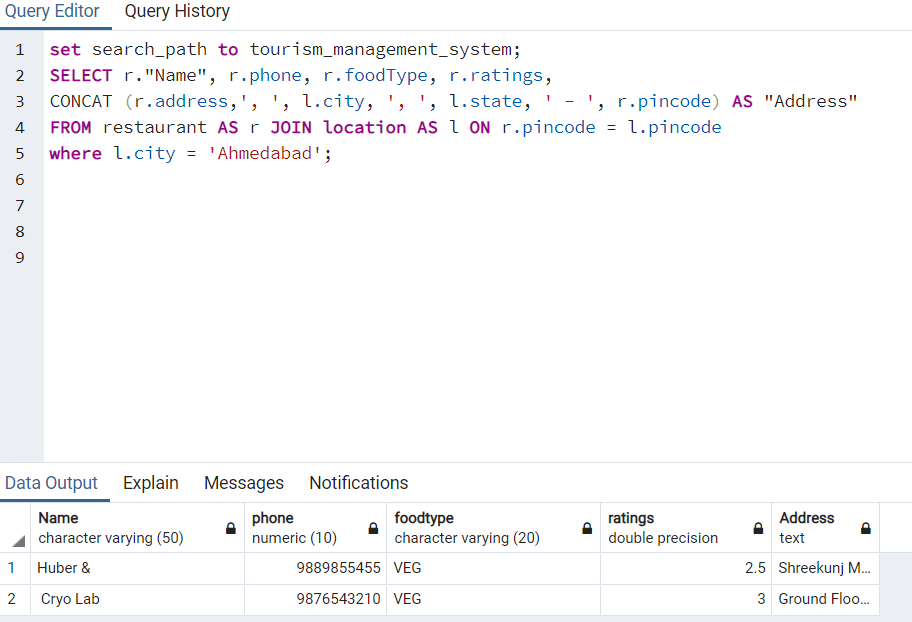 Query Editor Query History
1 set search_path to tourism_management_system;
2 SELECT r."Name", r.phone, r.foodType, r.ratings,
3 CONCAT (r.address,', ', l.city, ', ', l.state, ' - ', r.pincode) AS "Address"
4 FROM restaurant AS r JOIN location AS l ON r.pincode = l.pincode
5 where l.city = 'Ahmedabad';
6
7
8
9
Data Output Explain Messages Notifications
Name phone foodtype ratings Address
character varying (50) numeric (10) character varying (20) double precision text
1 Huber & 9889855455 VEG 2.5 Shreekunj M...
2 Cryo Lab 9876543210 VEG 3 Ground Floo...